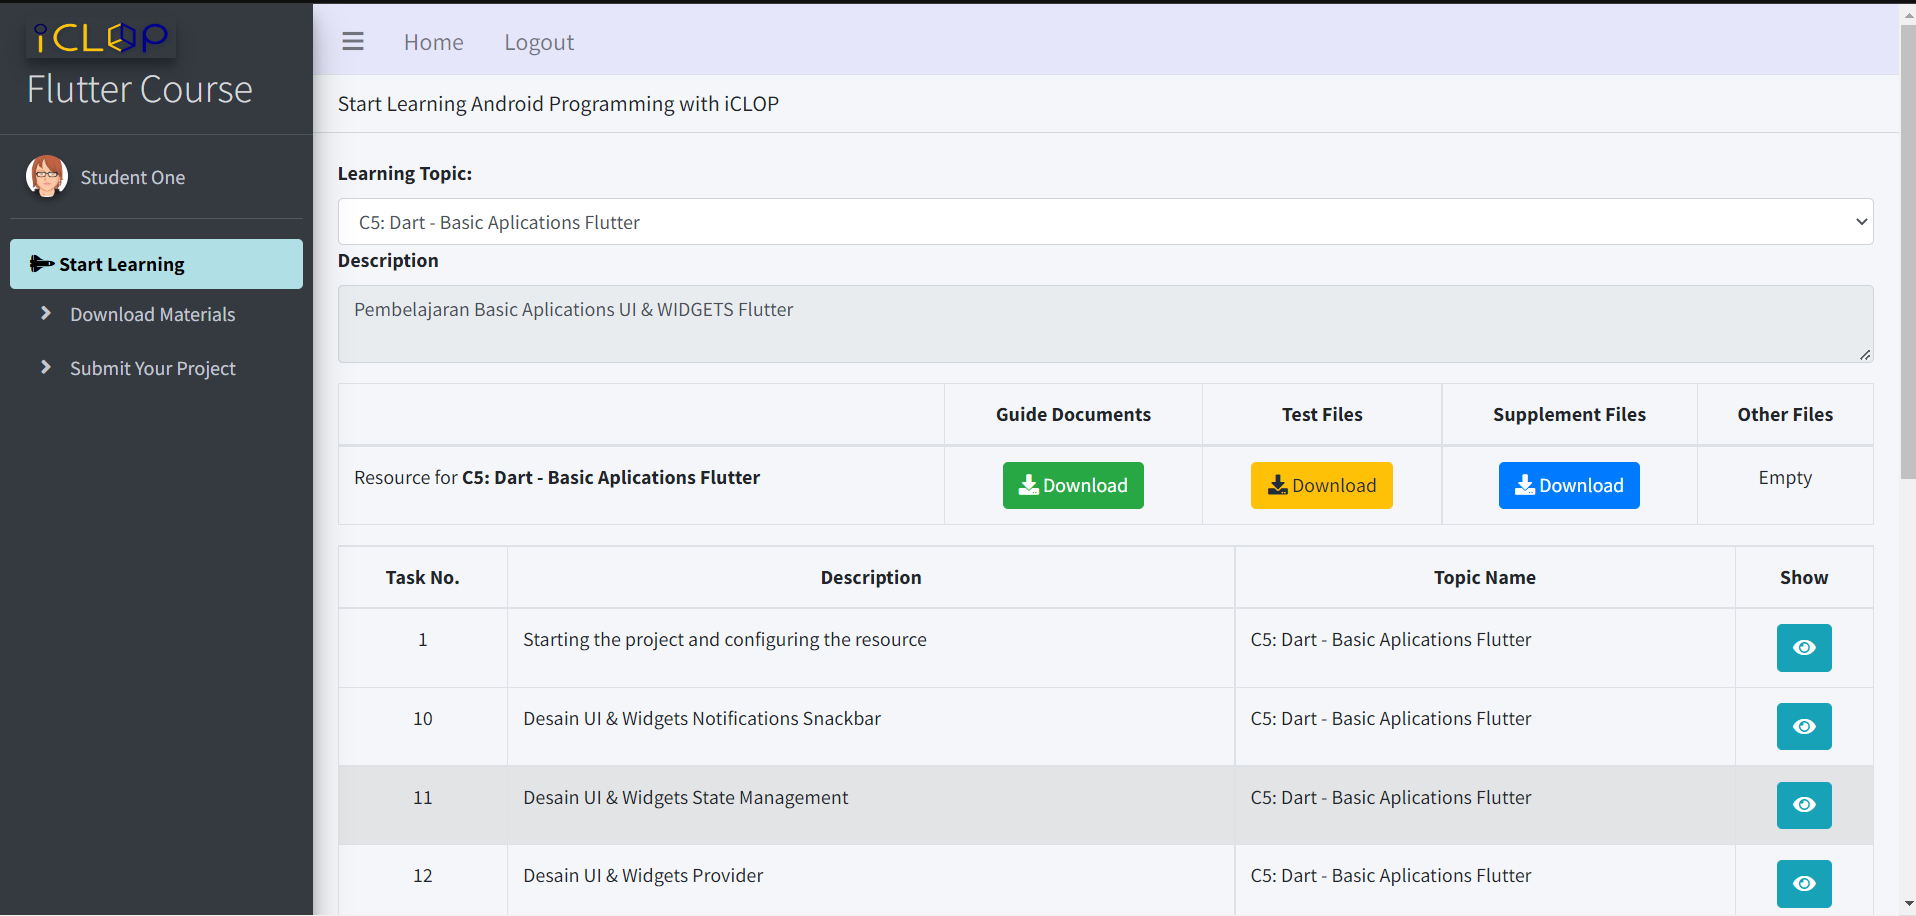 iCLOP
Flutter Course
Student One
Start Learning
Download Materials
Submit Your Project
Home Logout
Start Learning Android Programming with iCLOP
Learning Topic:
C5: Dart - Basic Aplications Flutter
Description
Pembelajaran Basic Aplications UI & WIDGETS Flutter
Guide Documents Test Files Supplement Files Other Files
Resource for C5: Dart - Basic Aplications Flutter Download Download Download Empty
Task No. Description Topic Name Show
1 Starting the project and configuring the resource C5: Dart - Basic Aplications Flutter
10 Desain UI & Widgets Notifications Snackbar C5: Dart - Basic Aplications Flutter
11 Desain UI & Widgets State Management C5: Dart - Basic Aplications Flutter
12 Desain UI & Widgets Provider C5: Dart - Basic Aplications Flutter